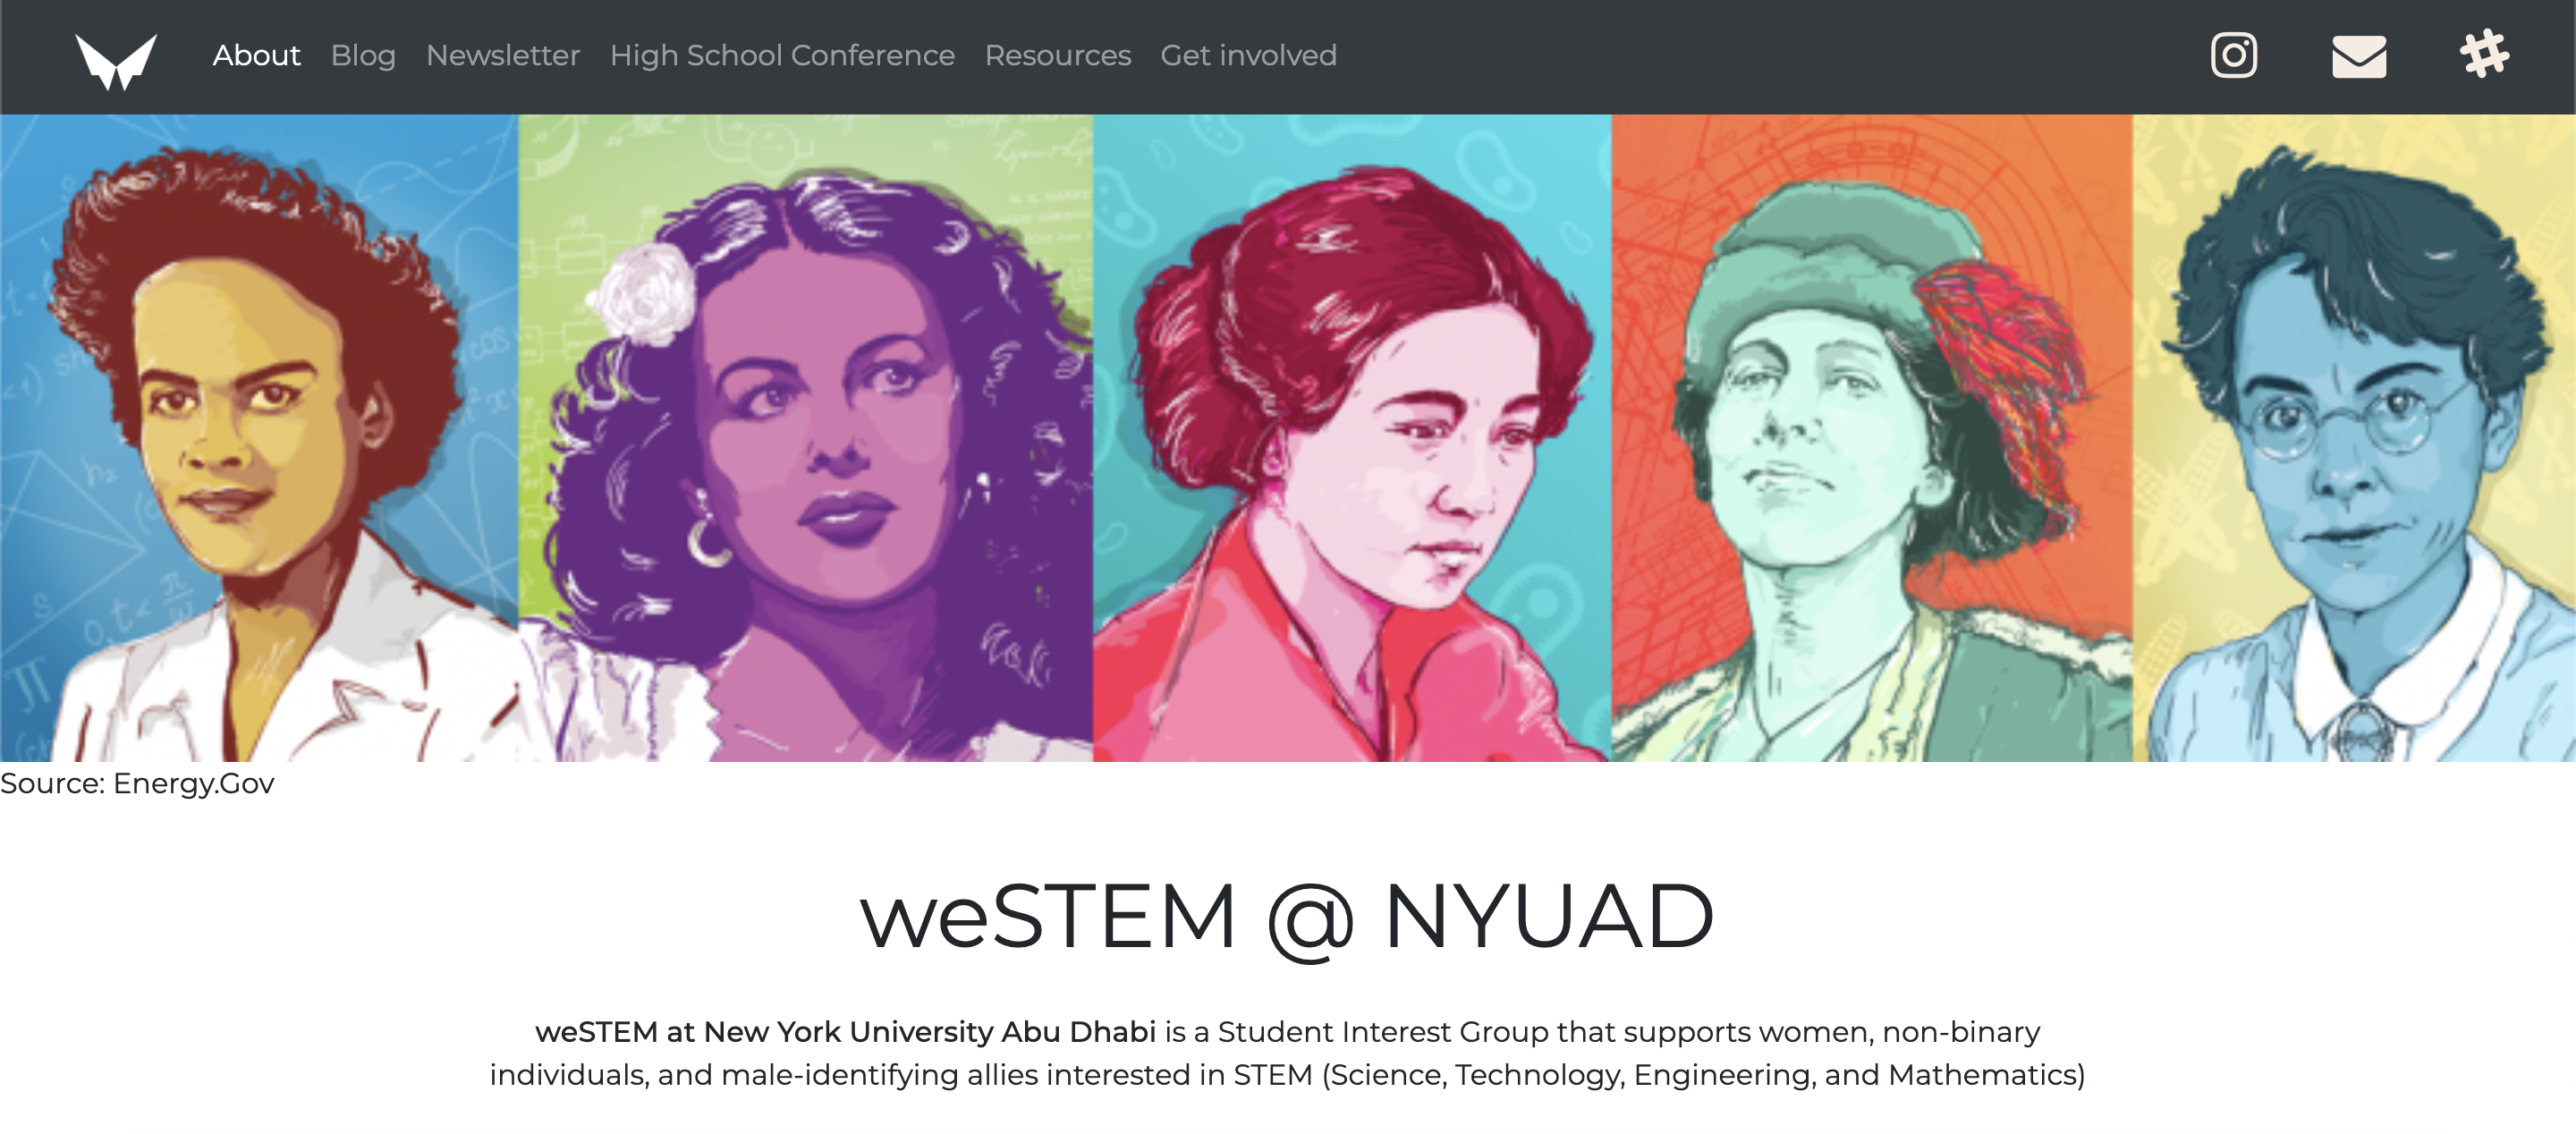 About Blog Newsletter High School Conference Resources Get involved
Source: Energy.Gov
weSTEM @ NYUAD
weSTEM at New York University Abu Dhabi is a Student Interest Group that supports women, non-binary
individuals, and male-identifying allies interested in STEM (Science, Technology, Engineering, and Mathematics)